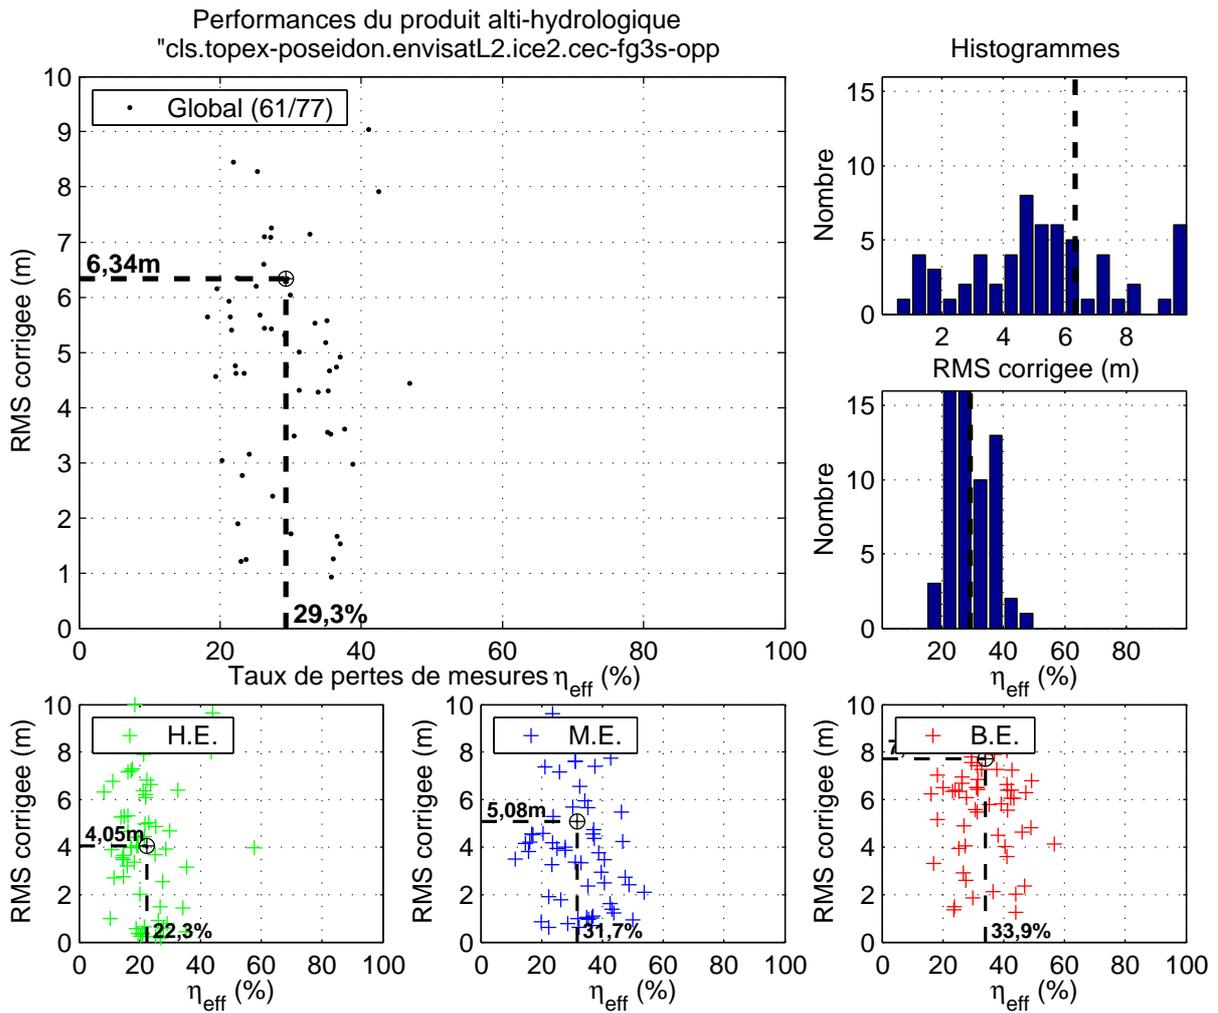 Performances du produit alti-hydrologique
"cls.topex-poseidon.envisatL2.ice2.cec-fg3s-opp
Histogrammes
Global (61/77)
10
9
8
7
6
5
4
3
2
1
0
RMS corrigee (m)
6,34m
29,3%
0 20 40 60 80 100
Taux de pertes de mesures ηeff (%)
15
10
5
0
Nombre
2 4 6 8
RMS corrigee (m)
15
10
5
0
Nombre
20 40 60 80
ηeff (%)
H.E.
10
8
6
4
2
0
RMS corrigee (m)
4,05m
22,3%
0 20 40 60 80 100
ηeff (%)
M.E.
10
8
6
4
2
0
RMS corrigee (m)
5,08m
31,7%
0 20 40 60 80 100
ηeff (%)
B.E.
10
8
6
4
2
0
RMS corrigee (m)
33,9%
0 20 40 60 80 100
ηeff (%)